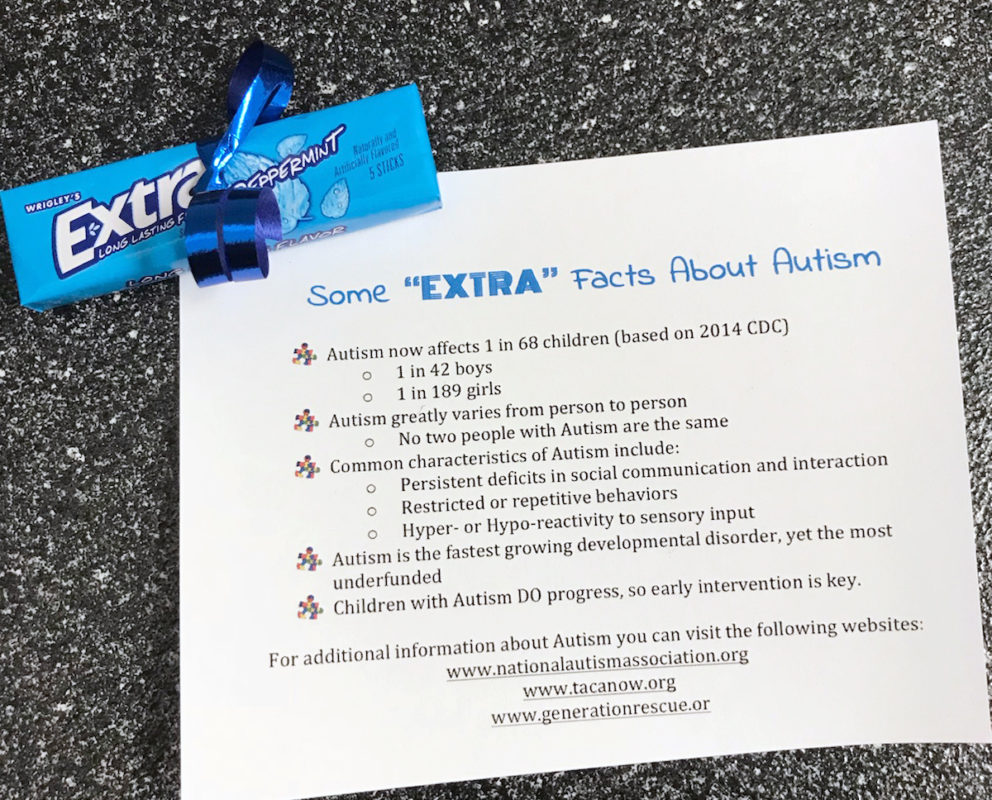 WRIGLEY'S
Extra
PEPPERMINT
LONG LASTING
Naturally and
Artificially Flavored
5 STICKS
LONG
FLAVOR
Some "EXTRA" Facts About Autism
Autism now affects 1 in 68 children (based on 2014 CDC)
o 1 in 42 boys
o 1 in 189 girls
Autism greatly varies from person to person
o No two people with Autism are the same
Common characteristics of Autism include:
o Persistent deficits in social communication and interaction
o Restricted or repetitive behaviors
o Hyper- or Hypo-reactivity to sensory input
Autism is the fastest growing developmental disorder, yet the most
underfunded
Children with Autism DO progress, so early intervention is key.
For additional information about Autism you can visit the following websites:
www.nationalautismassociation.org
www.tacanow.org
www.generationrescue.or